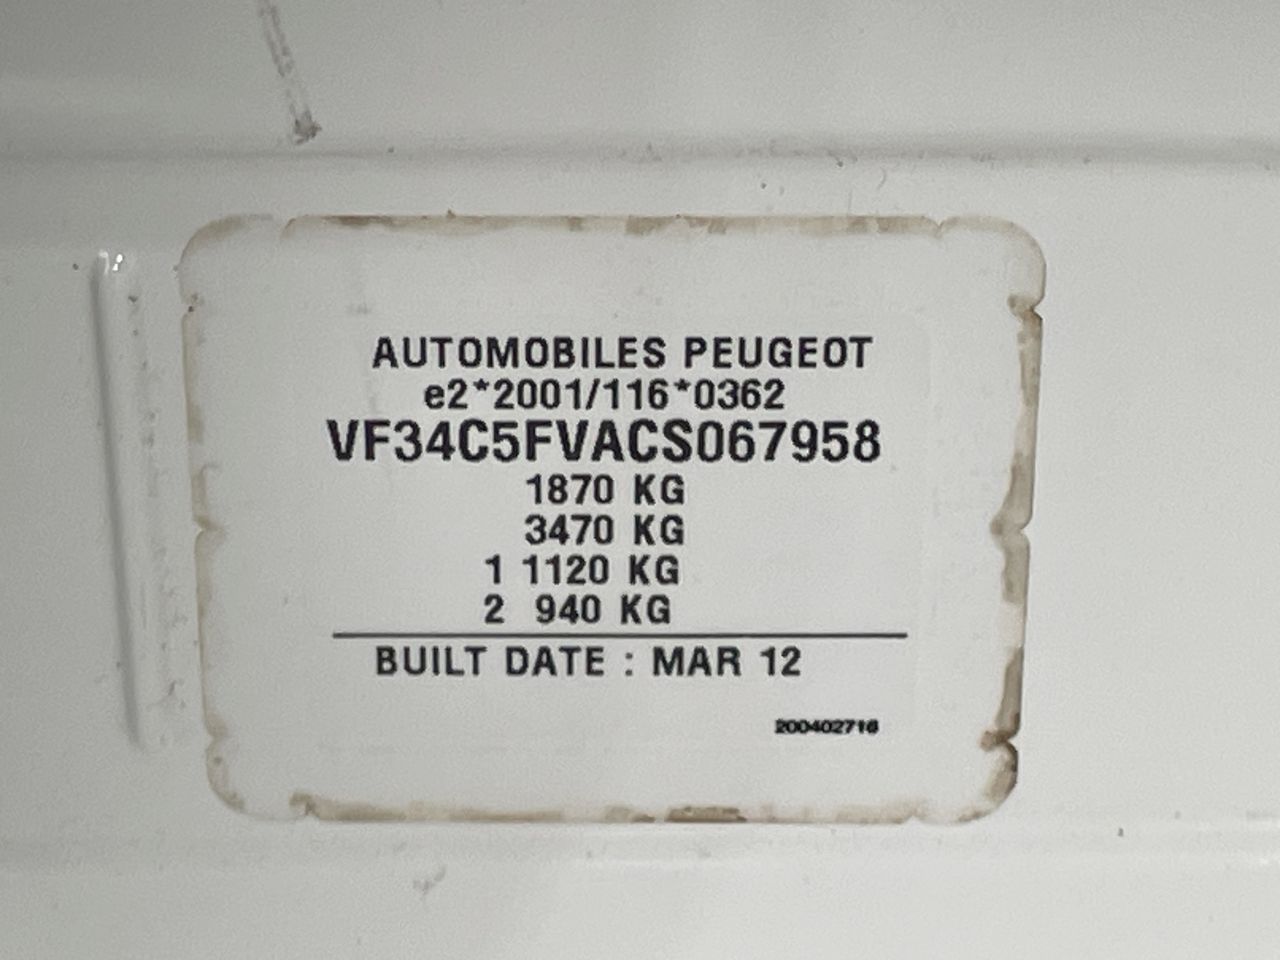 AUTOMOBILES PEUGEOT
e2*2001/116*0362
VF34C5FVACS067958
1870 KG
3470 KG
1 1120 KG
2 940 KG
BUILT DATE : MAR 12
200402716